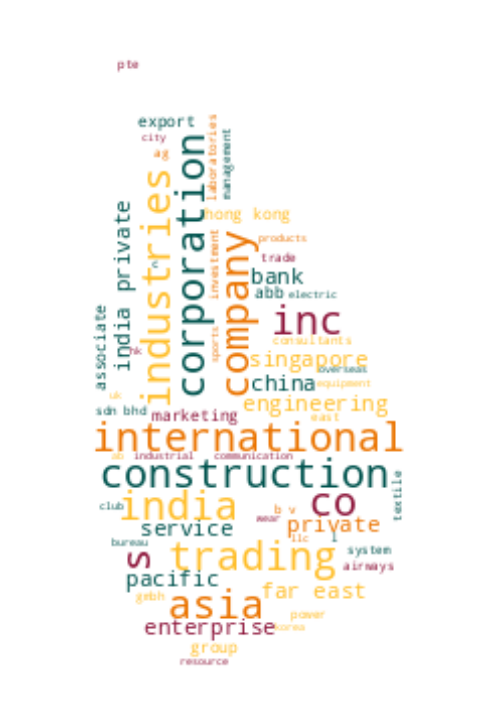 pte
export
city
a g
laboratories
management
corporation
industries
india private
hong kong
company
investment
products
trade
c
bank
abb electric
inc
associate
hk
sports
consultants
singapore
overseas
china
equipment
uk
engineering
sdn bhd
marketing
east
international
ab
industrial
communication
construction
textile
club
india
co
b v
wear
private
service
llc
l
bureau
s
trading
system
airways
pacific
far east
gmbh
asia
power
enterprise
korea
group
resource